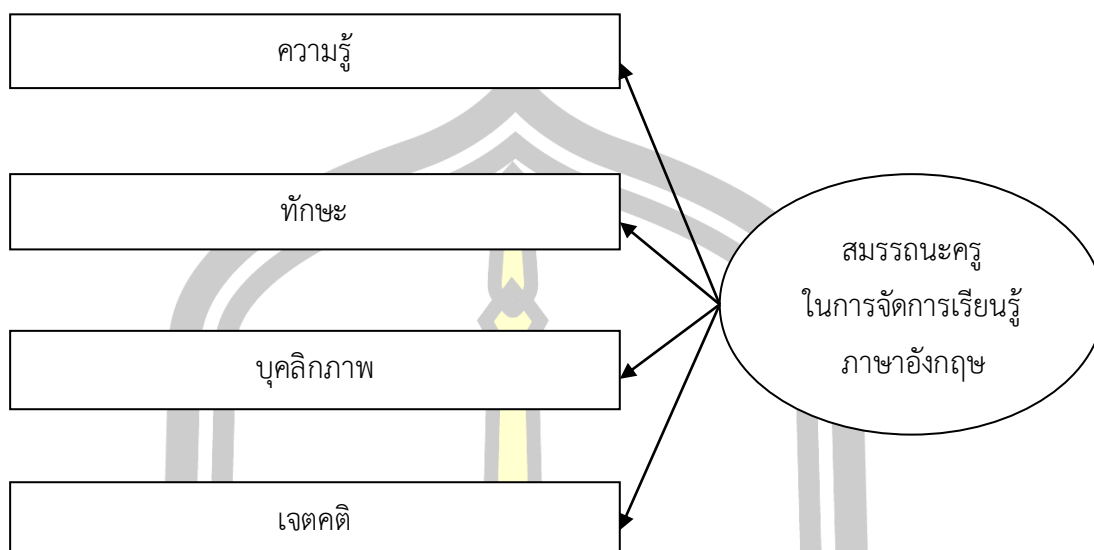 ความรู้
ทักษะ
บุคลิกภาพ
เจตคติ
สมรรถนะครู
ในการจัดการเรียนรู้
ภาษาอังกฤษ